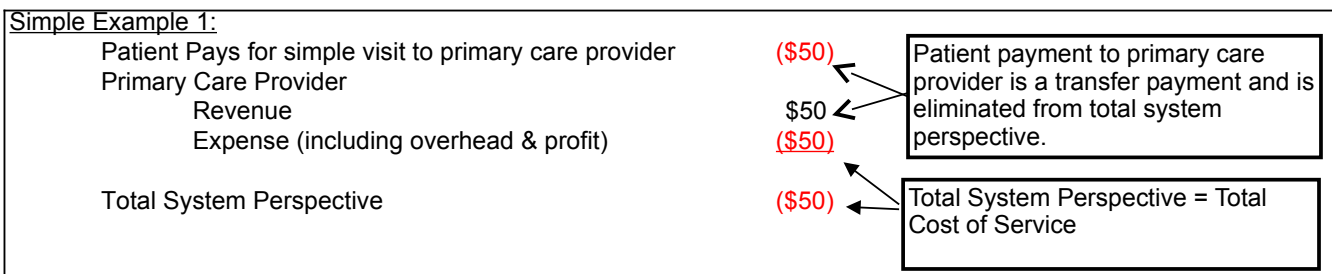 Simple Example 1:
Patient Pays for simple visit to primary care provider ($50)
Primary Care Provider
Revenue $50
Expense (including overhead & profit) ($50)
Total System Perspective ($50)
Patient payment to primary care
provider is a transfer payment and is
eliminated from total system
perspective.
Total System Perspective = Total
Cost of Service